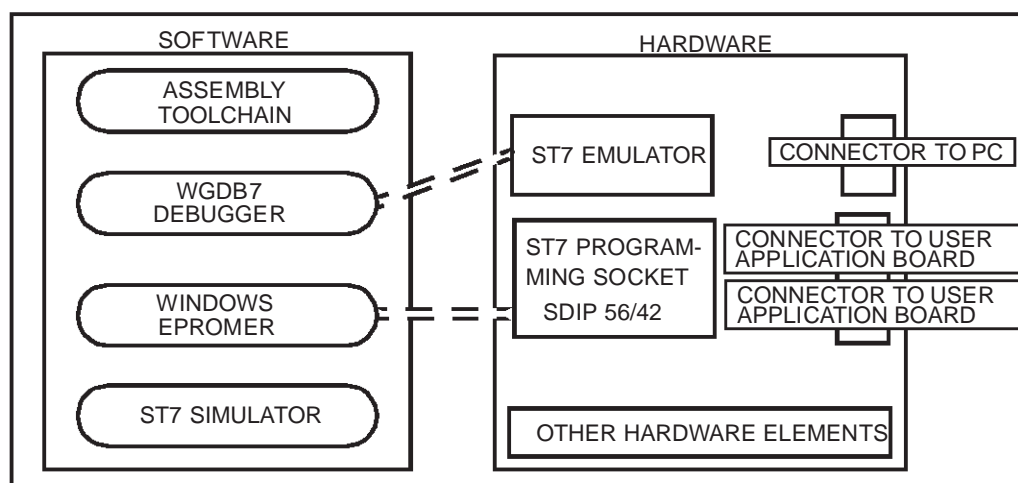 SOFTWARE
ASSEMBLY
TOOLCHAIN
WGDB7
DEBUGGER
WINDOWS
EPROMER
ST7 SIMULATOR
HARDWARE
ST7 EMULATOR
CONNECTOR TO PC
ST7 PROGRAM-
MING SOCKET
SDIP 56/42
CONNECTOR TO USER
APPLICATION BOARD
CONNECTOR TO USER
APPLICATION BOARD
OTHER HARDWARE ELEMENTS